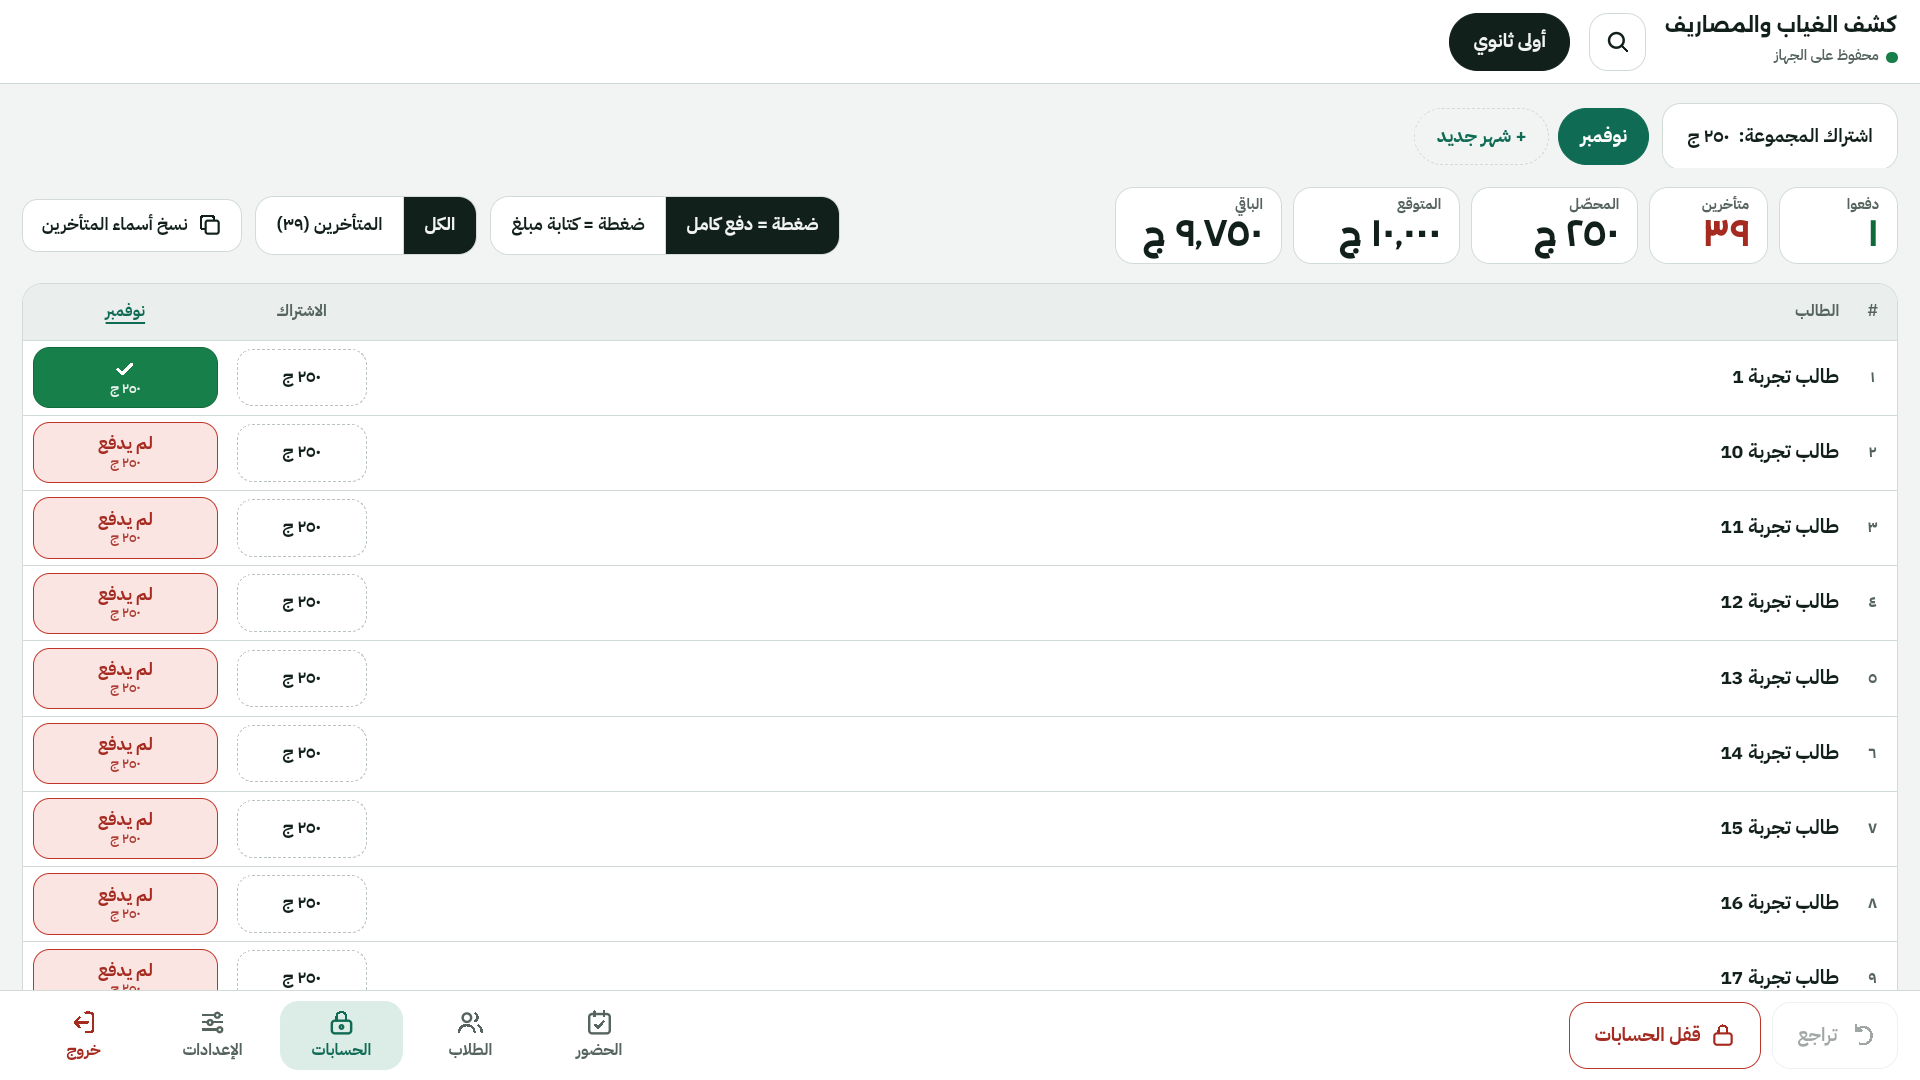 كشف الغياب والمصاريف
محفوظ على الجهاز
أولى ثانوي
اشتراك المجموعة: ٢٥٠ ج
نوفمبر
+ شهر جديد
دفعوا
١
متأخرين
٣٩
المحصّل
٢٥٠ ج
المتوقع
١٠,٠٠٠ ج
الباقي
٩,٧٥٠ ج
ضغطة = دفع كامل
ضغطة = كتابة مبلغ
الكل
المتأخرين (٣٩)
نسخ أسماء المتأخرين
# الطالب الاشتراك نوفمبر
١ طالب تجربة 1 ٢٥٠ ج ٢٥٠ ج
٢ طالب تجربة 10 ٢٥٠ ج لم يدفع
٢٥٠ ج
٣ طالب تجربة 11 ٢٥٠ ج لم يدفع
٢٥٠ ج
٤ طالب تجربة 12 ٢٥٠ ج لم يدفع
٢٥٠ ج
٥ طالب تجربة 13 ٢٥٠ ج لم يدفع
٢٥٠ ج
٦ طالب تجربة 14 ٢٥٠ ج لم يدفع
٢٥٠ ج
٧ طالب تجربة 15 ٢٥٠ ج لم يدفع
٢٥٠ ج
٨ طالب تجربة 16 ٢٥٠ ج لم يدفع
٢٥٠ ج
٩ طالب تجربة 17 ٢٥٠ ج لم يدفع
٢٥٠ ج
تراجع
قفل الحسابات
الحضور
الطلاب
الحسابات
الإعدادات
خروج